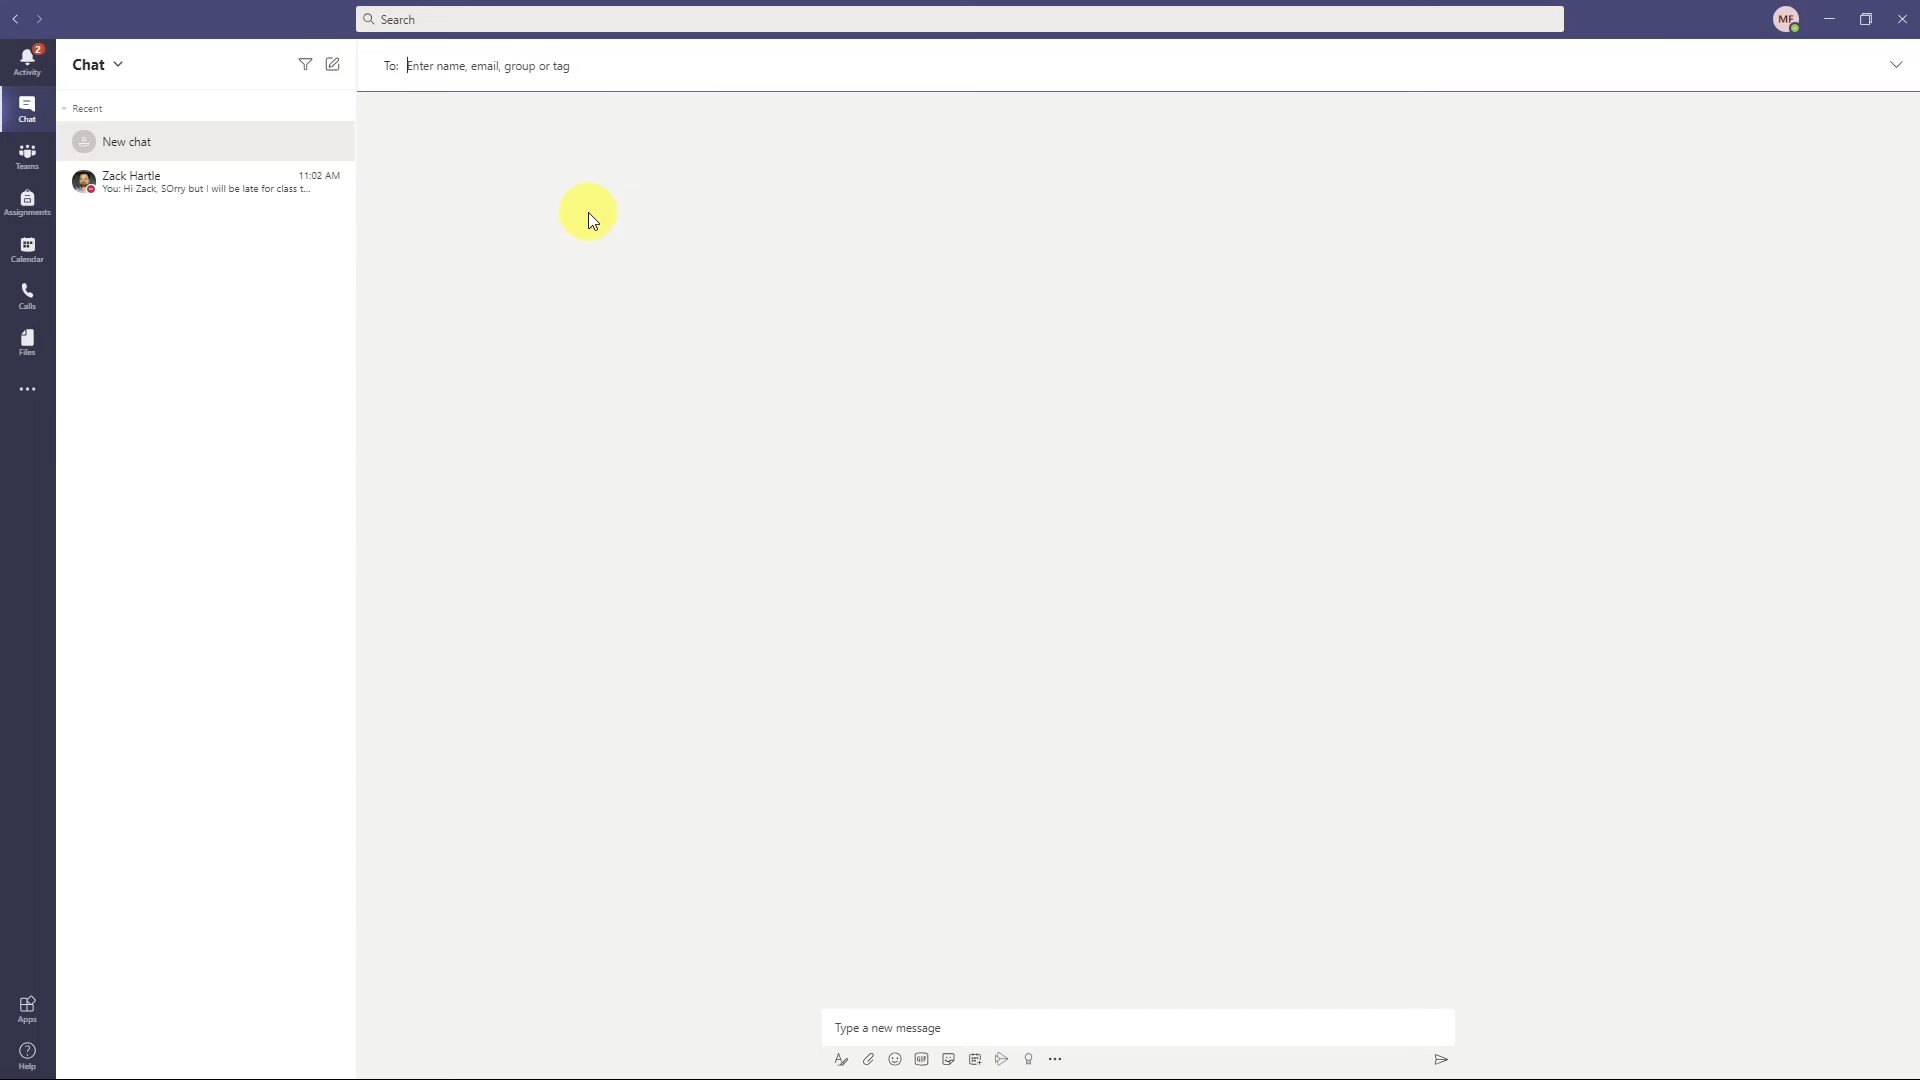 Search
MF
2
Activity
Chat
Teams
Assignments
Calendar
Calls
Files
Apps
Help
Chat
Recent
New chat
Zack Hartle 11:02 AM
You: Hi Zack, SOrry but I will be late for class t...
To: Enter name, email, group or tag
Type a new message
GIF